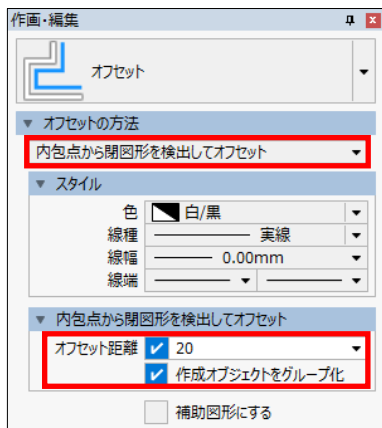 作画・編集
オフセット
オフセットの方法
内包点から閉図形を検出してオフセット
スタイル
色 白/黒
線種 実線
線幅 0.00mm
線端
内包点から閉図形を検出してオフセット
オフセット距離 20
作成オブジェクトをグループ化
補助図形にする